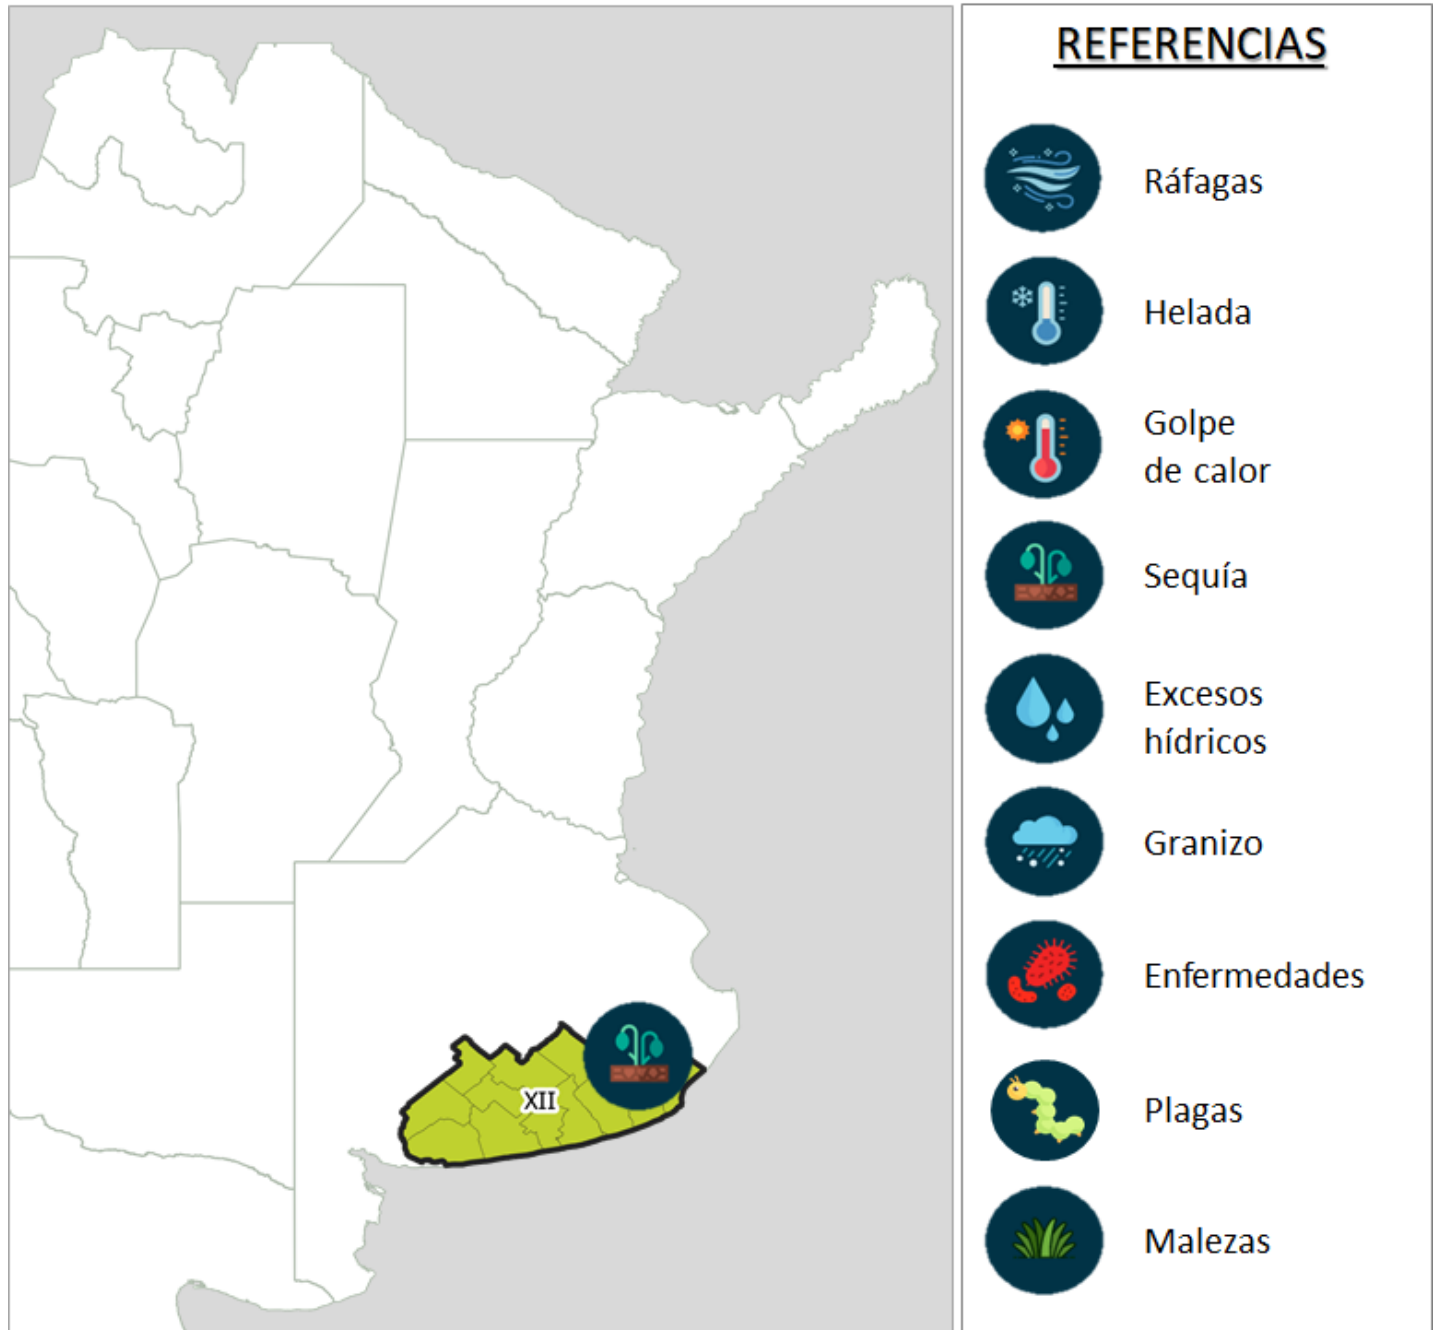 REFERENCIAS
Ráfagas
Helada
Golpe
de calor
Sequía
Excesos
hídricos
Granizo
Enfermedades
Plagas
Malezas
XII